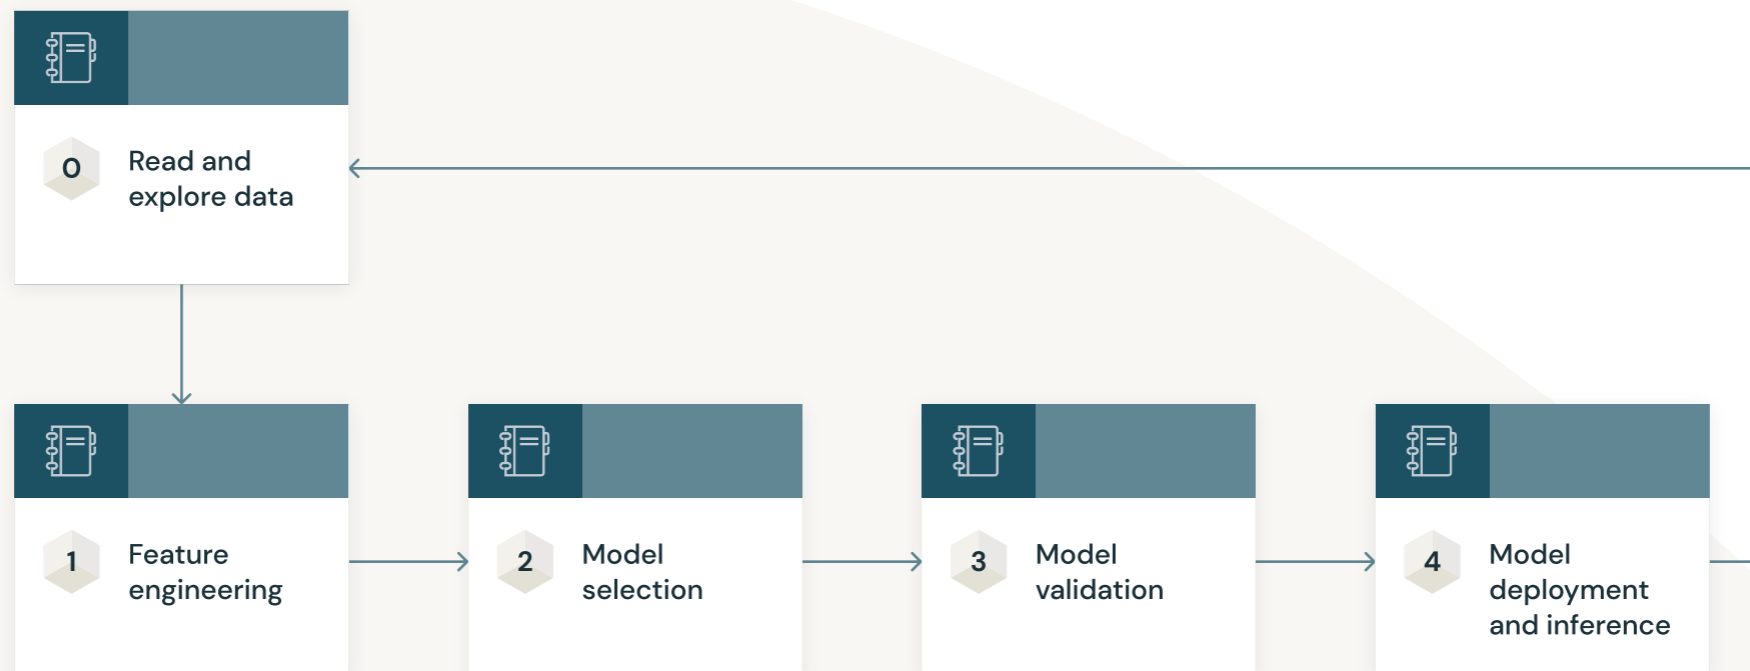 0
Read and
explore data
1
Feature
engineering
2
Model
selection
3
Model
validation
4
Model
deployment
and inference